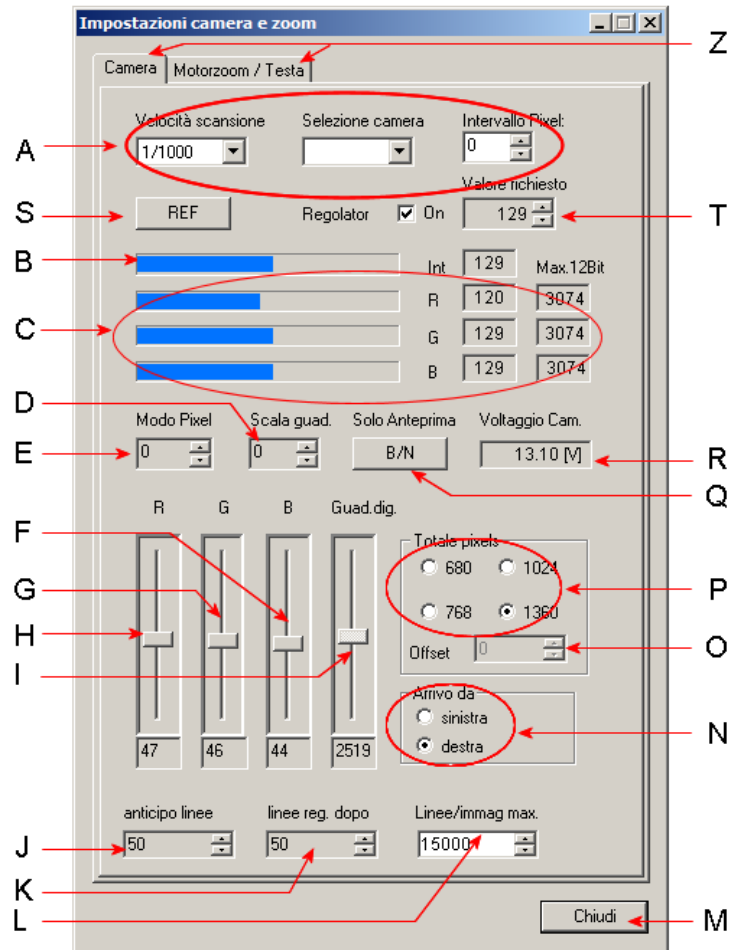 Impostazioni camera e zoom
Z
Camera
Motorzoom / Testa
Velocità scansione
Selezione camera
Intervallo Pixel:
A
1/1000
0
Valore richiesto
S
REF
Regolator
On
129
T
B
Int
129
Max.12Bit
R
120
3074
C
G
129
3074
B
129
3074
D
Modo Pixel
Scala guad.
Solo Anteprima
Voltaggio Cam.
E
0
0
B/N
13.10 [V]
R
Q
R
G
B
Guad.dig.
F
Totale pixels
680
1024
G
P
H
768
1360
I
Offset
0
O
Arrivo da
sinistra
N
destra
47
46
44
2519
anticipo linee
linee reg. dopo
Linee/immag max.
J
50
50
15000
K
L
Chiudi
M